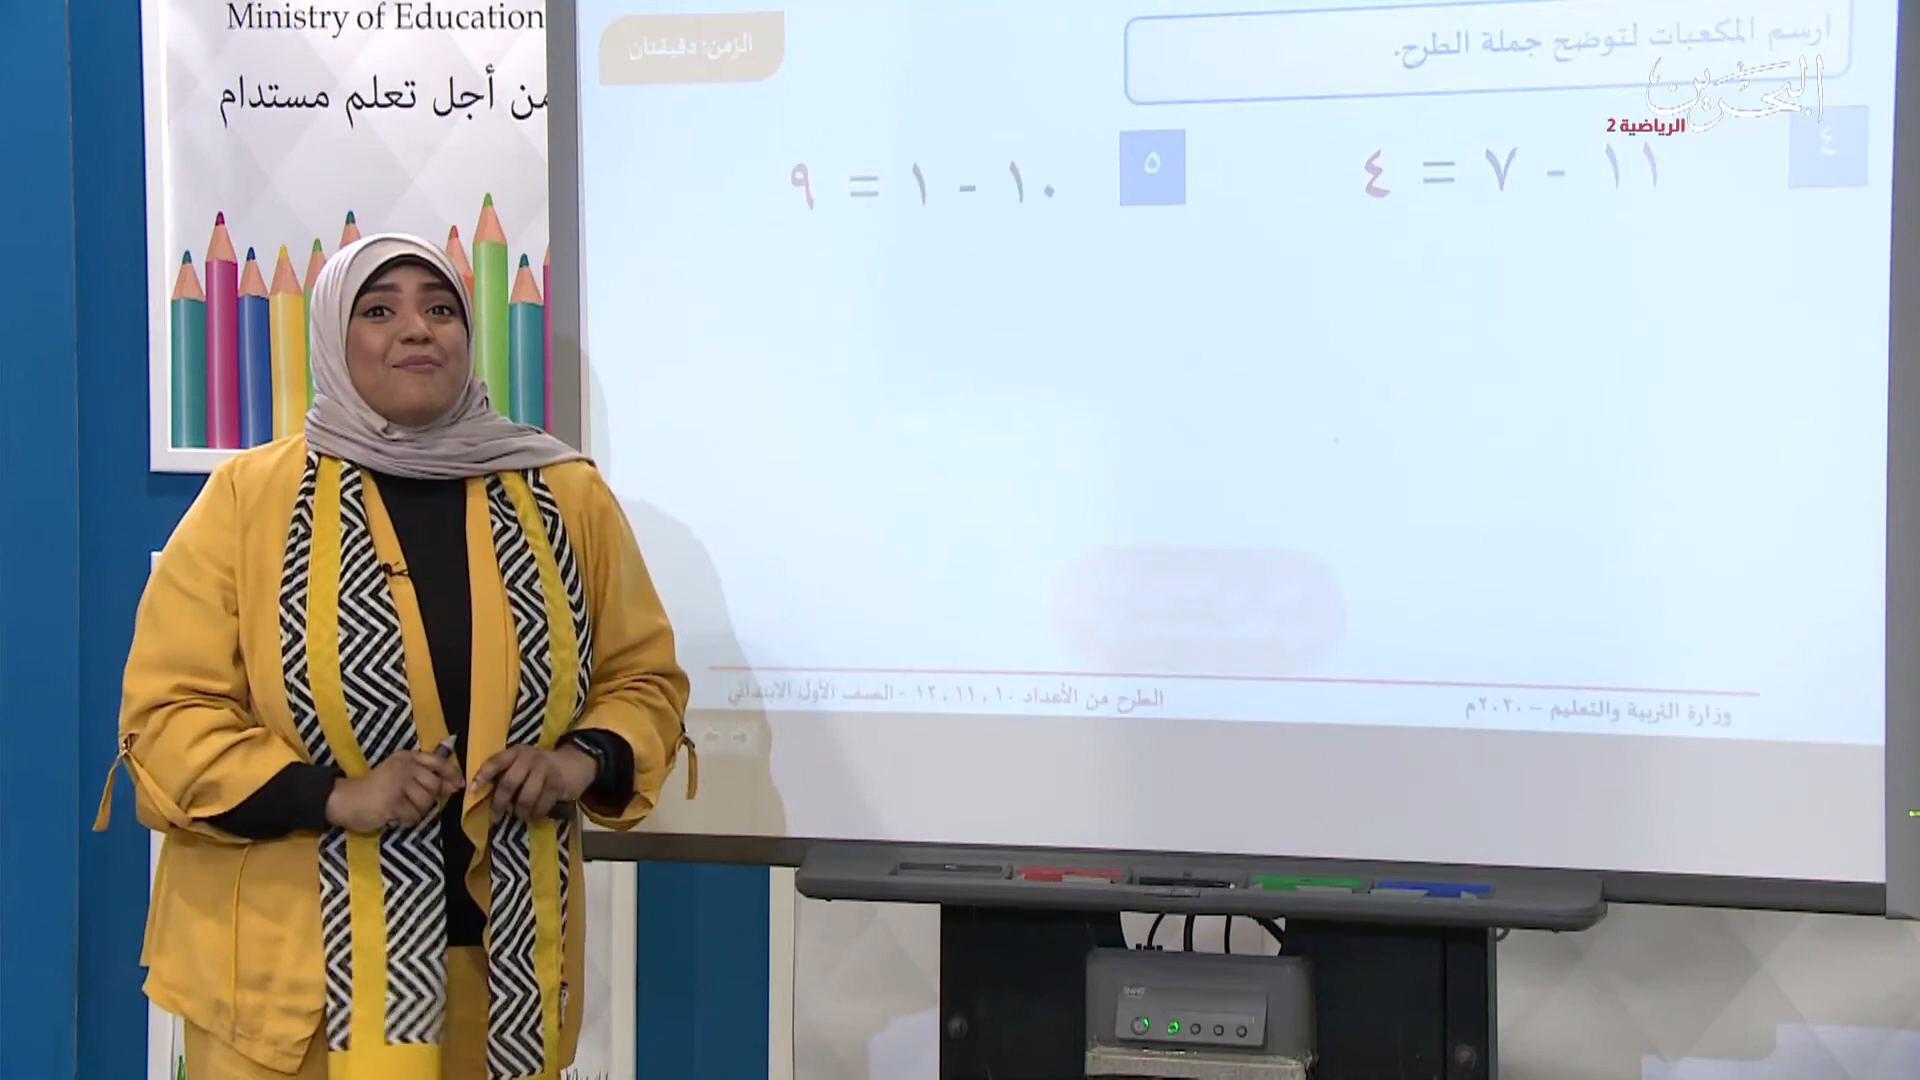 Ministry of Education
من أجل تعلم مستدام
ارسم المكعبات لتوضح جملة الطرح.
الزمن: دقيقتان
البحرين
الرياضية 2
٤
١١ - ٧ = ٤
٥
١٠ - ١ = ٩
وزارة التربية والتعليم – ٢٠٢٠م
الطرح من الأعداد ١٠، ١١، ١٢ - الصف الأول الابتدائي
SMART